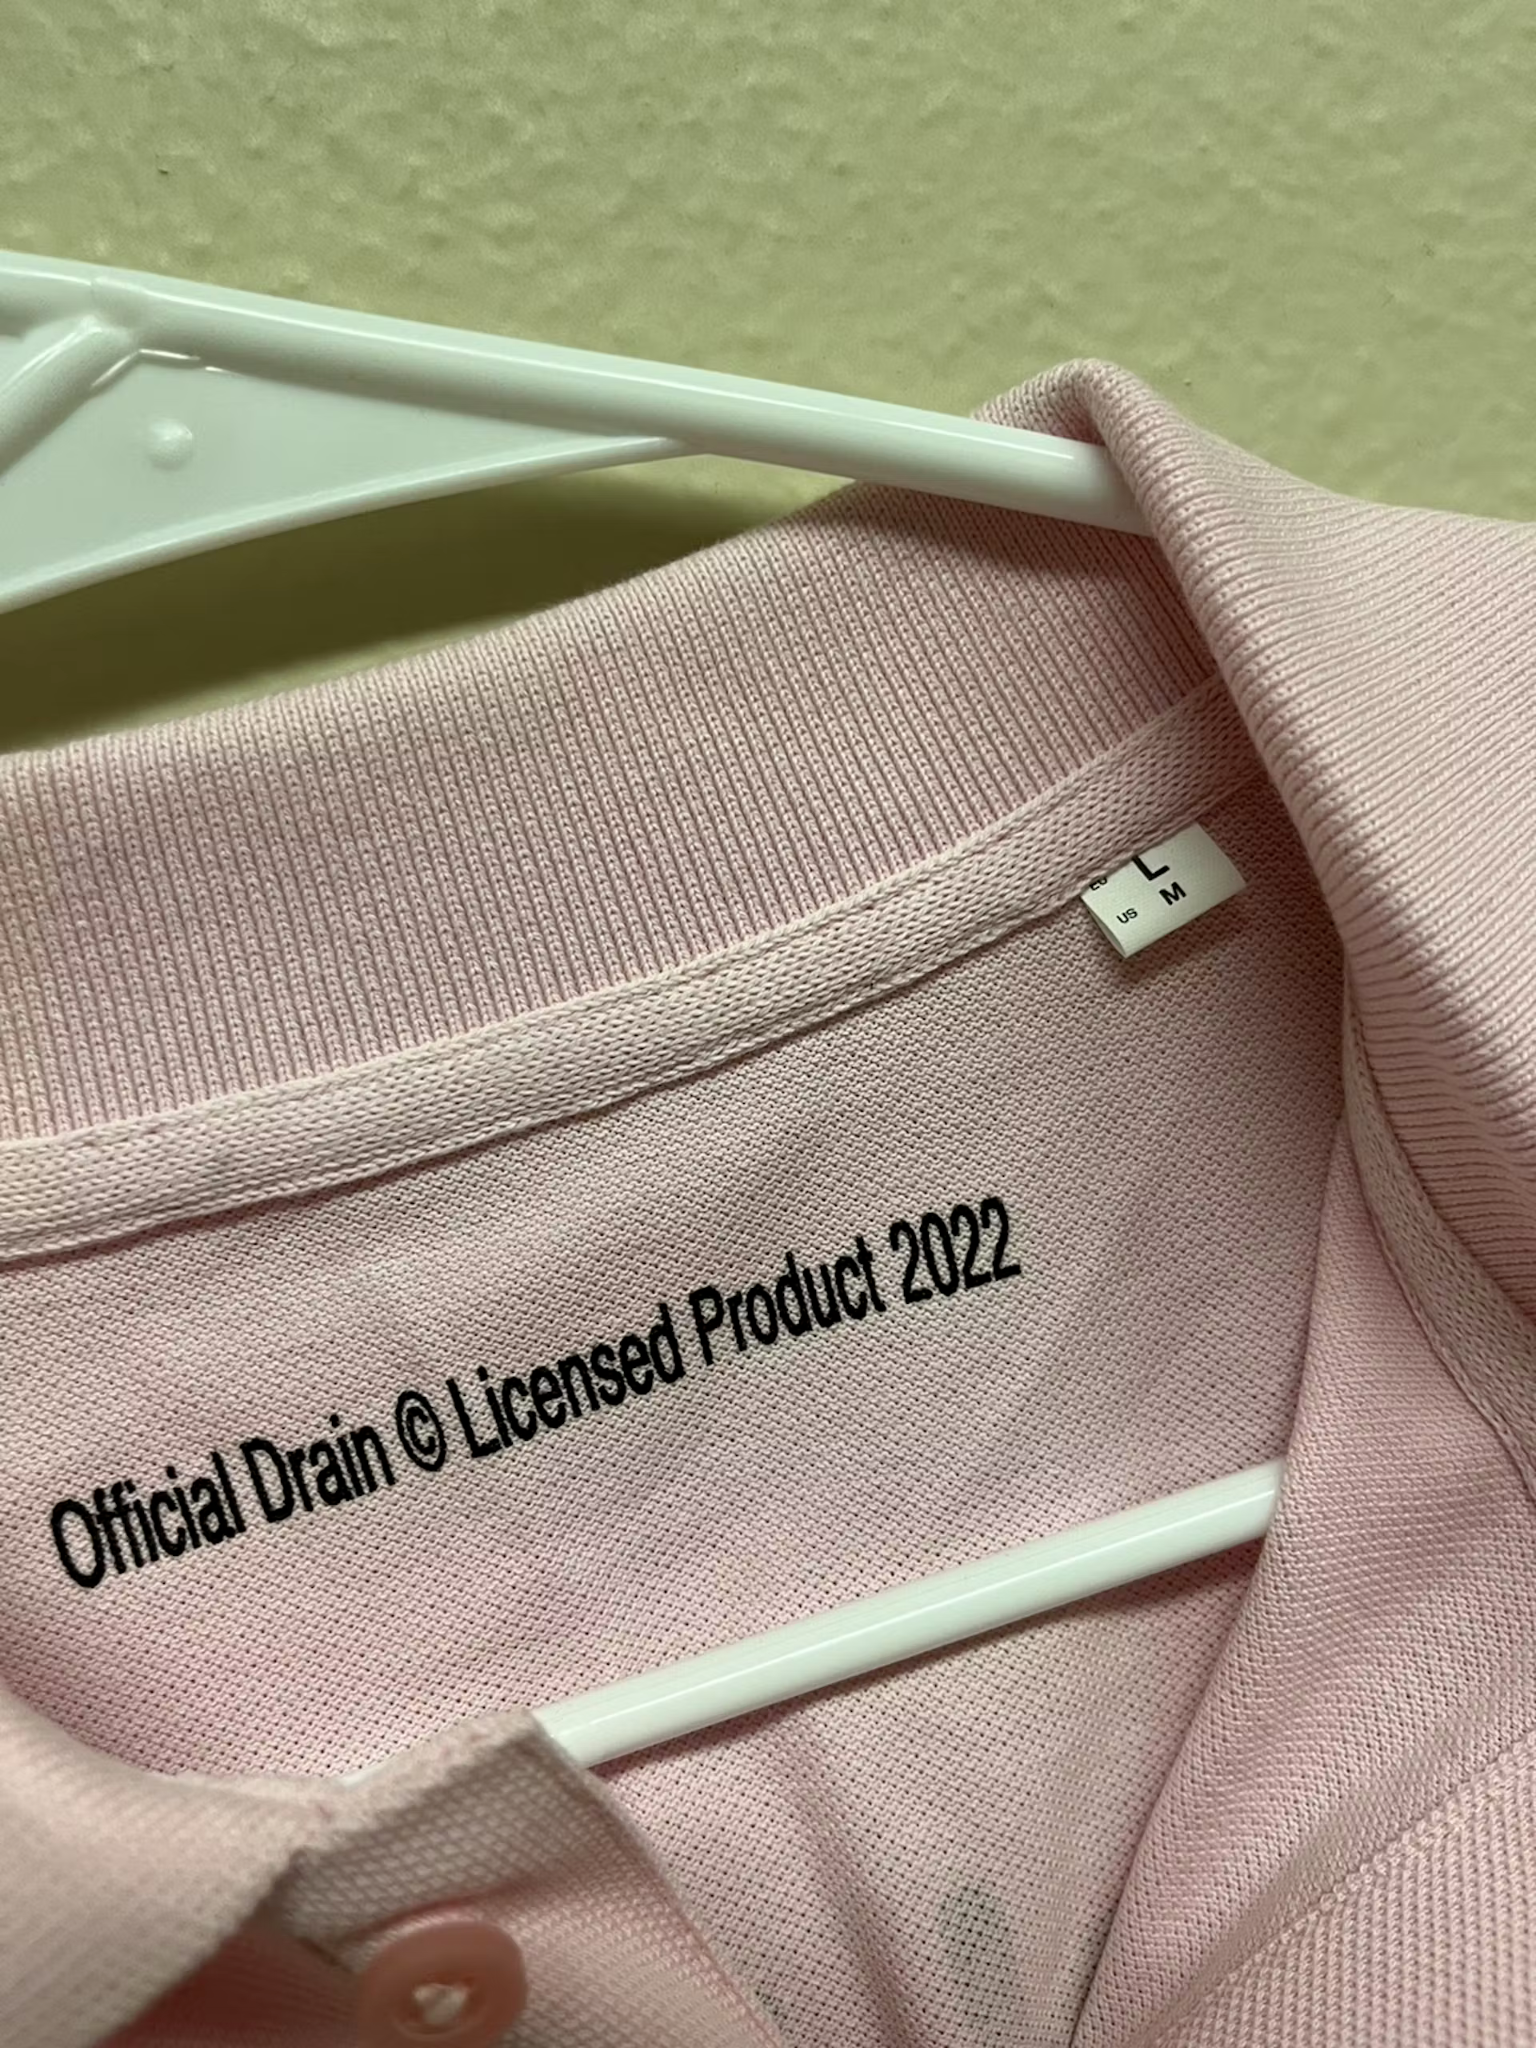 L
US M
Official Drain © Licensed Product 2022